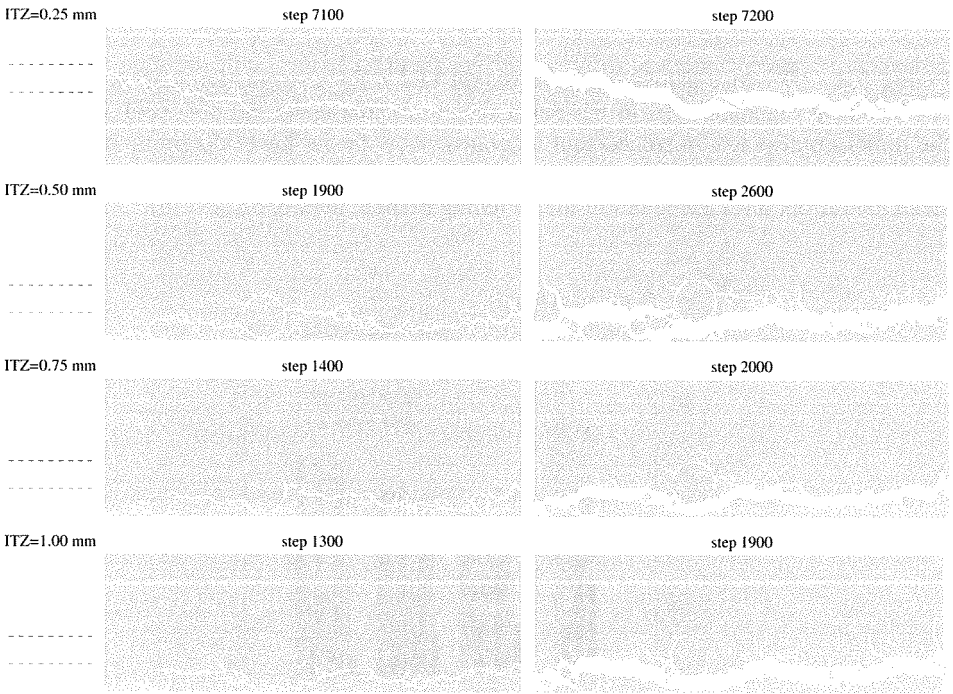 ITZ=0.25 mm step 7100 step 7200
ITZ=0.50 mm step 1900 step 2600
ITZ=0.75 mm step 1400 step 2000
ITZ=1.00 mm step 1300 step 1900